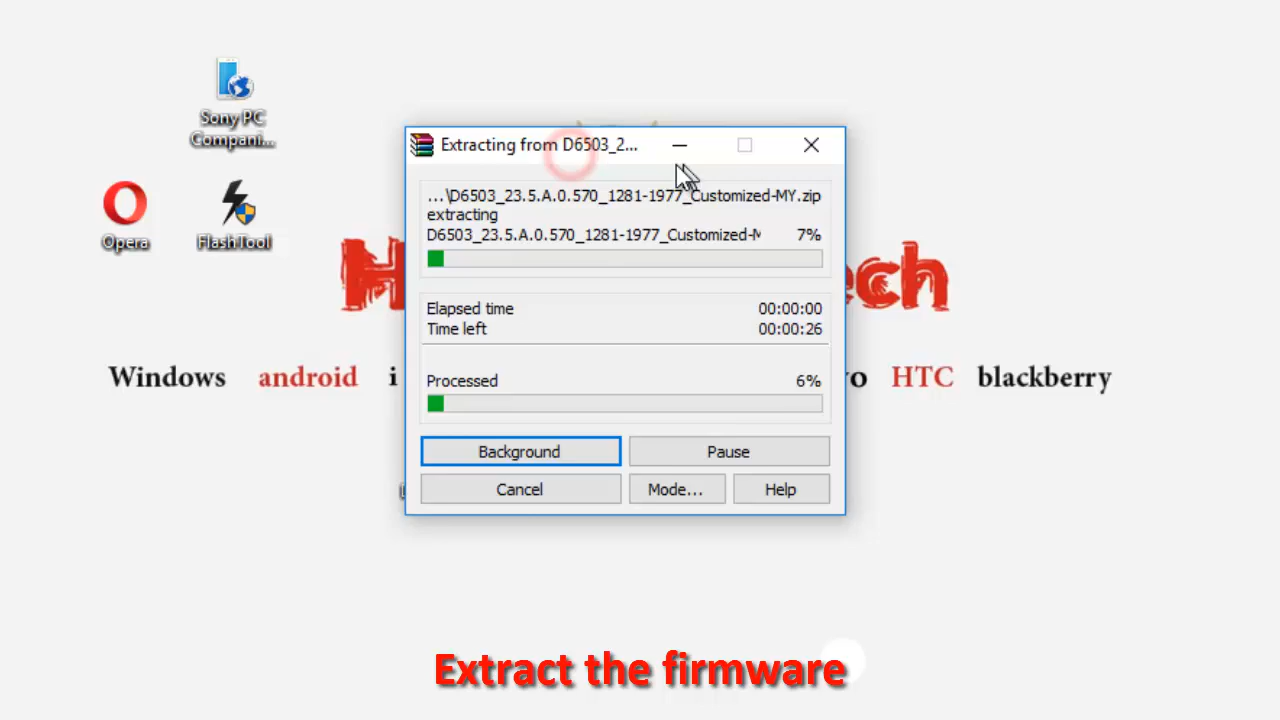 Sony PC
Compani...
Opera
FlashTool
Extracting from D6503_2...
...\D6503_23.5.A.0.570_1281-1977_Customized-MY.zip
extracting
D6503_23.5.A.0.570_1281-1977_Customized-M 7%
Elapsed time 00:00:00
Time left 00:00:26
Processed 6%
Background Pause
Cancel Mode... Help
ech
Windows android i vo HTC blackberry
Extract the firmware